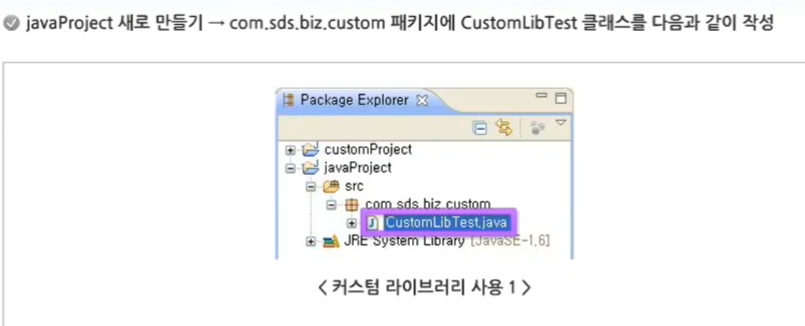 javaProject 새로 만들기 → com.sds.biz.custom 패키지에 CustomLibTest 클래스를 다음과 같이 작성
Package Explorer
customProject
javaProject
src
com.sds.biz.custom
CustomLibTest.java
JRE System Library [JavaSE-1.6]
< 커스텀 라이브러리 사용 1 >